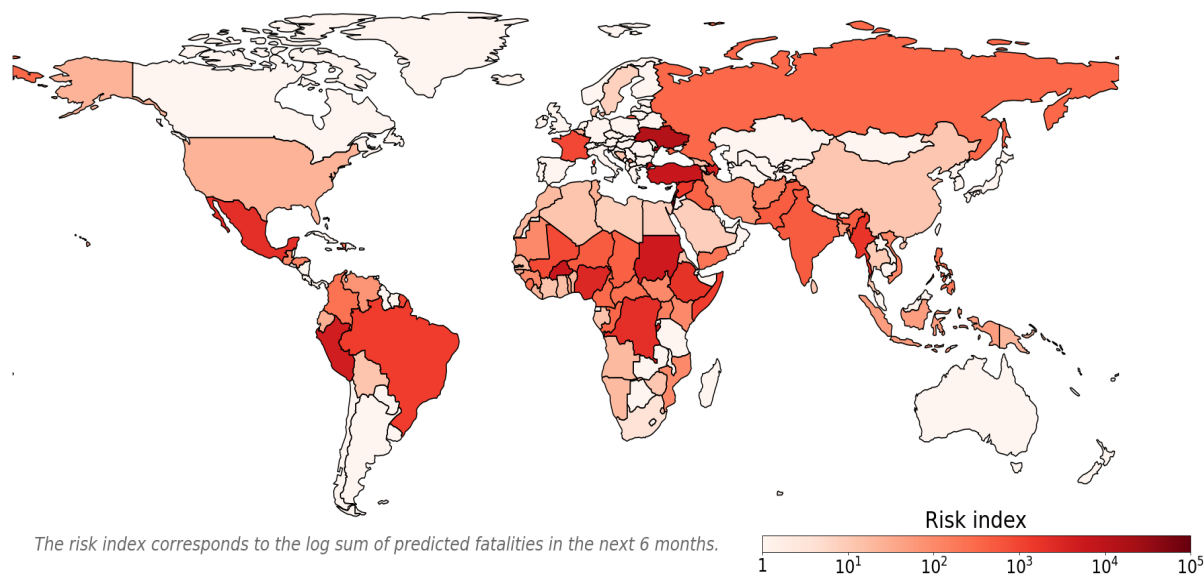 Risk index
The risk index corresponds to the log sum of predicted fatalities in the next 6 months.
1 10¹ 10² 10³ 10⁴ 10⁵